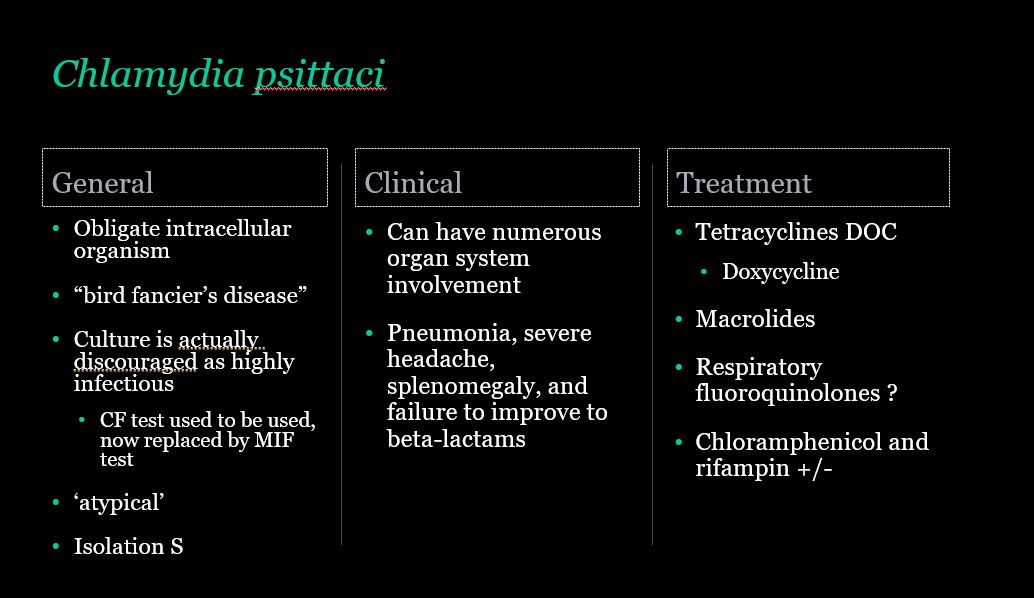 Chlamydia psittaci
General
Obligate intracellular
organism
“bird fancier’s disease”
Culture is actually
discouraged as highly
infectious
CF test used to be used,
now replaced by MIF
test
‘atypical’
Isolation S
Clinical
Can have numerous
organ system
involvement
Pneumonia, severe
headache,
splenomegaly, and
failure to improve to
beta-lactams
Treatment
Tetracyclines DOC
Doxycycline
Macrolides
Respiratory
fluoroquinolones ?
Chloramphenicol and
rifampin +/-